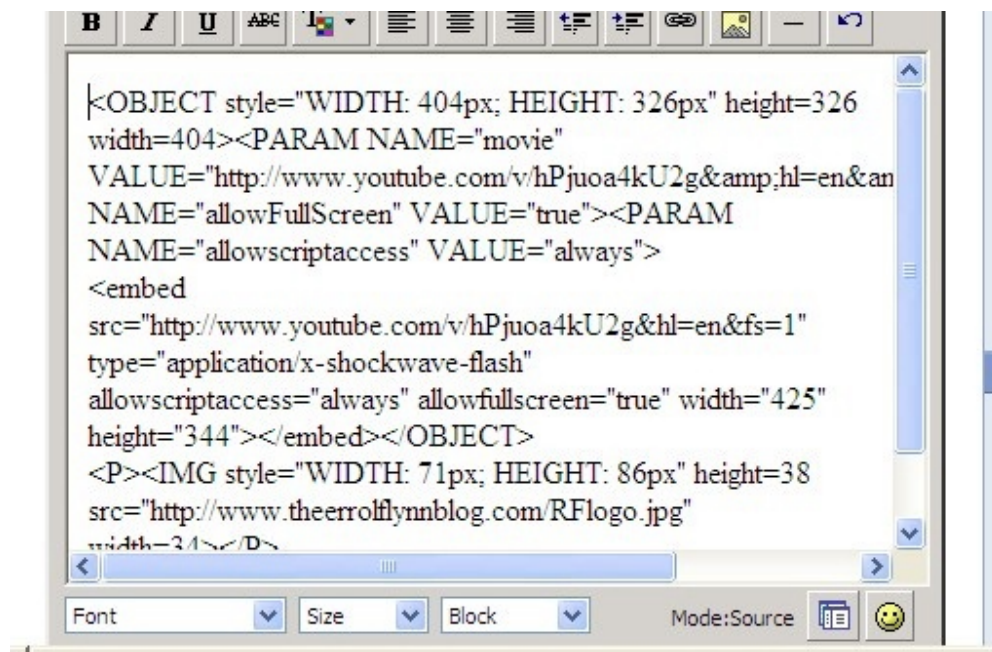 B I U ABC T
<OBJECT style="WIDTH: 404px; HEIGHT: 326px" height=326
width=404><PARAM NAME="movie"
VALUE="http://www.youtube.com/v/hPjuoa4kU2g&amp;hl=en&an
NAME="allowFullScreen" VALUE="true"><PARAM
NAME="allowscriptaccess" VALUE="always">
<embed
src="http://www.youtube.com/v/hPjuoa4kU2g&hl=en&fs=1"
type="application/x-shockwave-flash"
allowscriptaccess="always" allowfullscreen="true" width="425"
height="344"></embed></OBJECT>
<P><IMG style="WIDTH: 71px; HEIGHT: 86px" height=38
src="http://www.theerrolflynnblog.com/RFlogo.jpg"
width=34></P>
Font Size Block Mode:Source